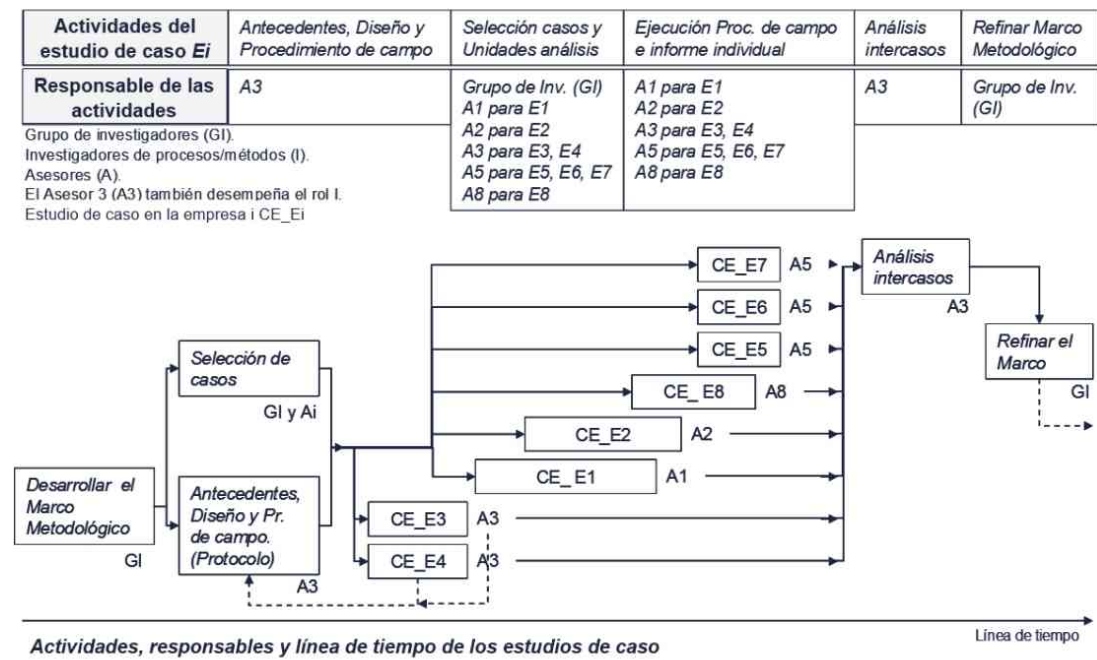 Actividades del
estudio de caso Ei
Antecedentes, Diseño y
Procedimiento de campo
Selección casos y
Unidades análisis
Ejecución Proc. de campo
e informe individual
Análisis
intercasos
Refinar Marco
Metodológico
Responsable de las
actividades
A3
Grupo de Inv. (GI)
A1 para E1
A2 para E2
A3 para E3, E4
A5 para E5, E6, E7
A8 para E8
A1 para E1
A2 para E2
A3 para E3, E4
A5 para E5, E6, E7
A8 para E8
A3
Grupo de Inv.
(GI)
Grupo de investigadores (GI).
Investigadores de procesos/métodos (I).
Asesores (A).
El Asesor 3 (A3) también desempeña el rol I.
Estudio de caso en la empresa i CE_Ei
CE_E7 A5
CE_E6 A5
CE_E5 A5
CE_ E8 A8
CE_E2 A2
CE_ E1 A1
CE_E3 A3
CE_E4 A3
Análisis
intercasos
A3
Refinar el
Marco
GI
Selección de
casos
GI y Ai
Desarrollar el
Marco
Metodológico
GI
Antecedentes,
Diseño y Pr.
de campo.
(Protocolo)
A3
Línea de tiempo
Actividades, responsables y línea de tiempo de los estudios de caso